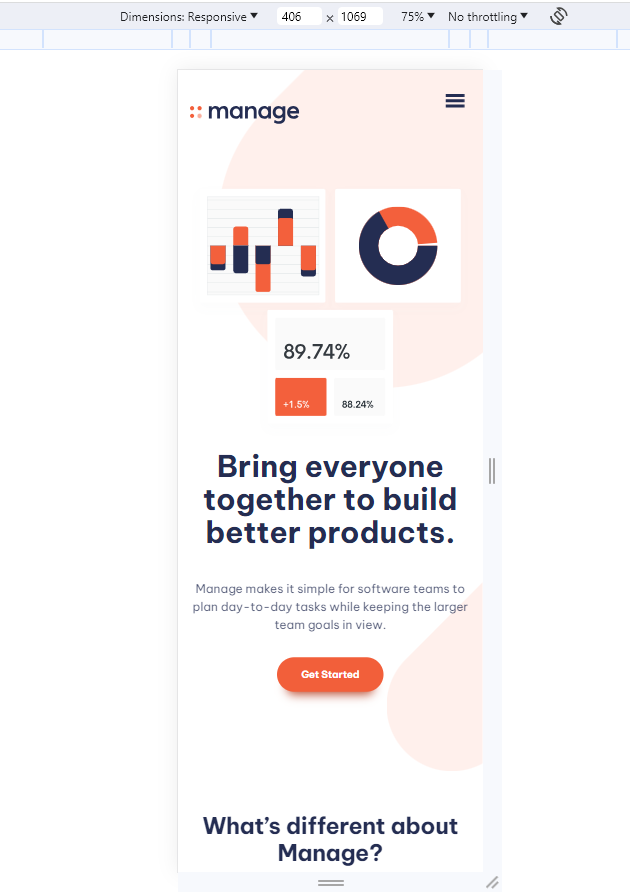 Dimensions: Responsive 406 × 1069 75% No throttling
manage
89.74%
+1.5% 88.24%
Bring everyone
together to build
better products.
Manage makes it simple for software teams to
plan day-to-day tasks while keeping the larger
team goals in view.
Get Started
What’s different about
Manage?